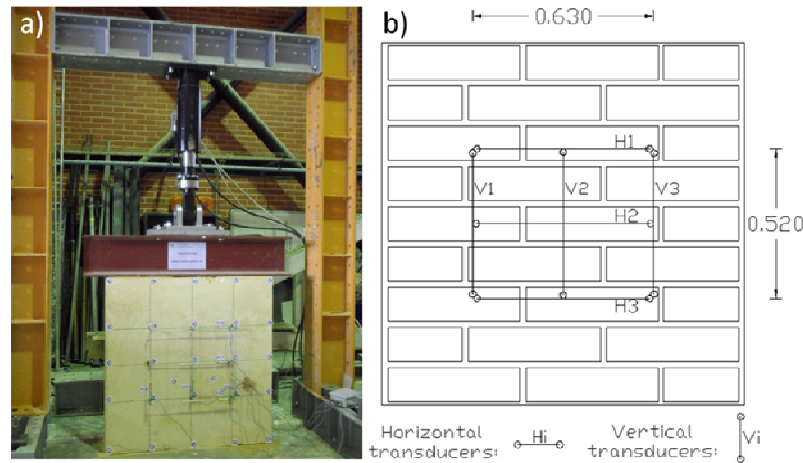 a)
b)
0.630
H1
V1
V2
V3
H2
0.520
H3
Horizontal
transducers:
Hi
Vertical
transducers:
Vi